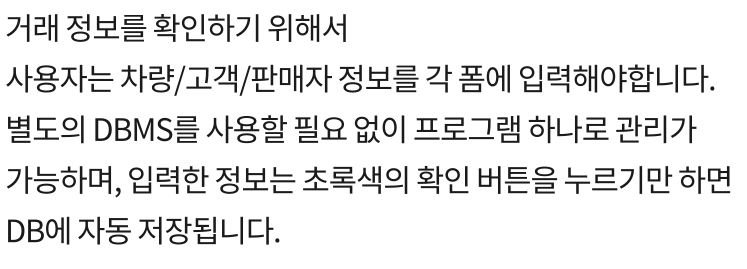 거래 정보를 확인하기 위해서
사용자는 차량/고객/판매자 정보를 각 폼에 입력해야합니다.
별도의 DBMS를 사용할 필요 없이 프로그램 하나로 관리가
가능하며, 입력한 정보는 초록색의 확인 버튼을 누르기만 하면
DB에 자동 저장됩니다.